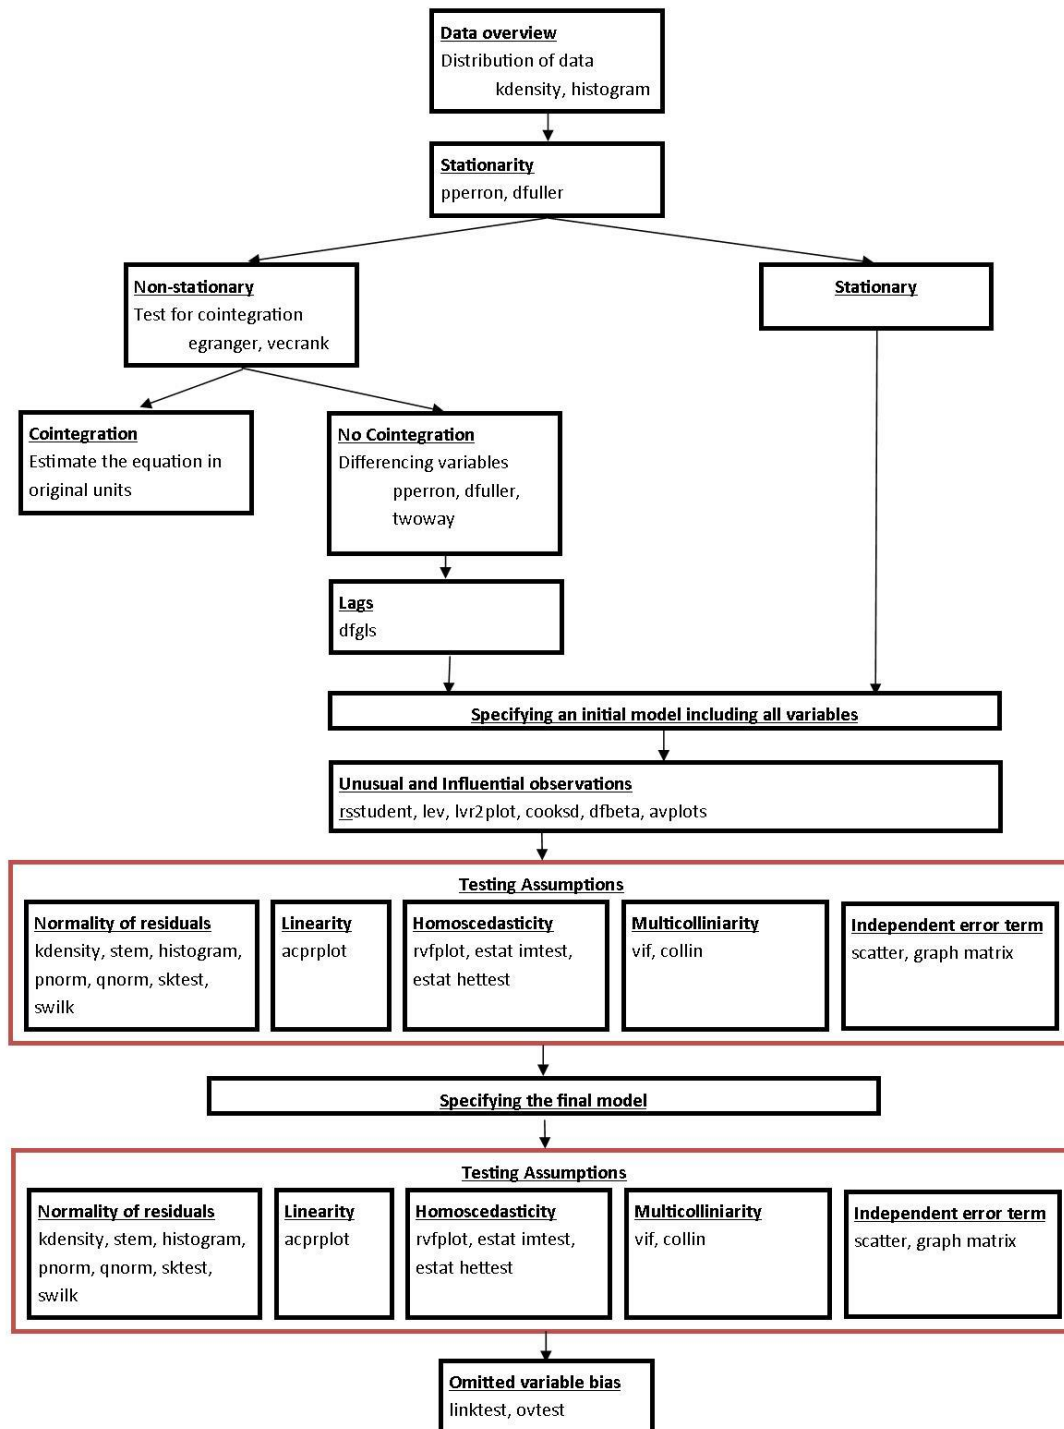 Data overview
Distribution of data
kdensity, histogram
Stationarity
pperron, dfuller
Non-stationary
Test for cointegration
egranger, vecrank
Stationary
Cointegration
Estimate the equation in
original units
No Cointegration
Differencing variables
pperron, dfuller,
twoway
Lags
dfgls
Specifying an initial model including all variables
Unusual and Influential observations
rsstudent, lev, lvr2plot, cooksd, dfbeta, avplots
Testing Assumptions
Normality of residuals
kdensity, stem, histogram,
pnorm, qnorm, sktest,
swilk
Linearity
acprplot
Homoscedasticity
rvfplot, estat imtest,
estat hettest
Multicolliniarity
vif, collin
Independent error term
scatter, graph matrix
Specifying the final model
Testing Assumptions
Normality of residuals
kdensity, stem, histogram,
pnorm, qnorm, sktest,
swilk
Linearity
acprplot
Homoscedasticity
rvfplot, estat imtest,
estat hettest
Multicolliniarity
vif, collin
Independent error term
scatter, graph matrix
Omitted variable bias
linktest, ovtest